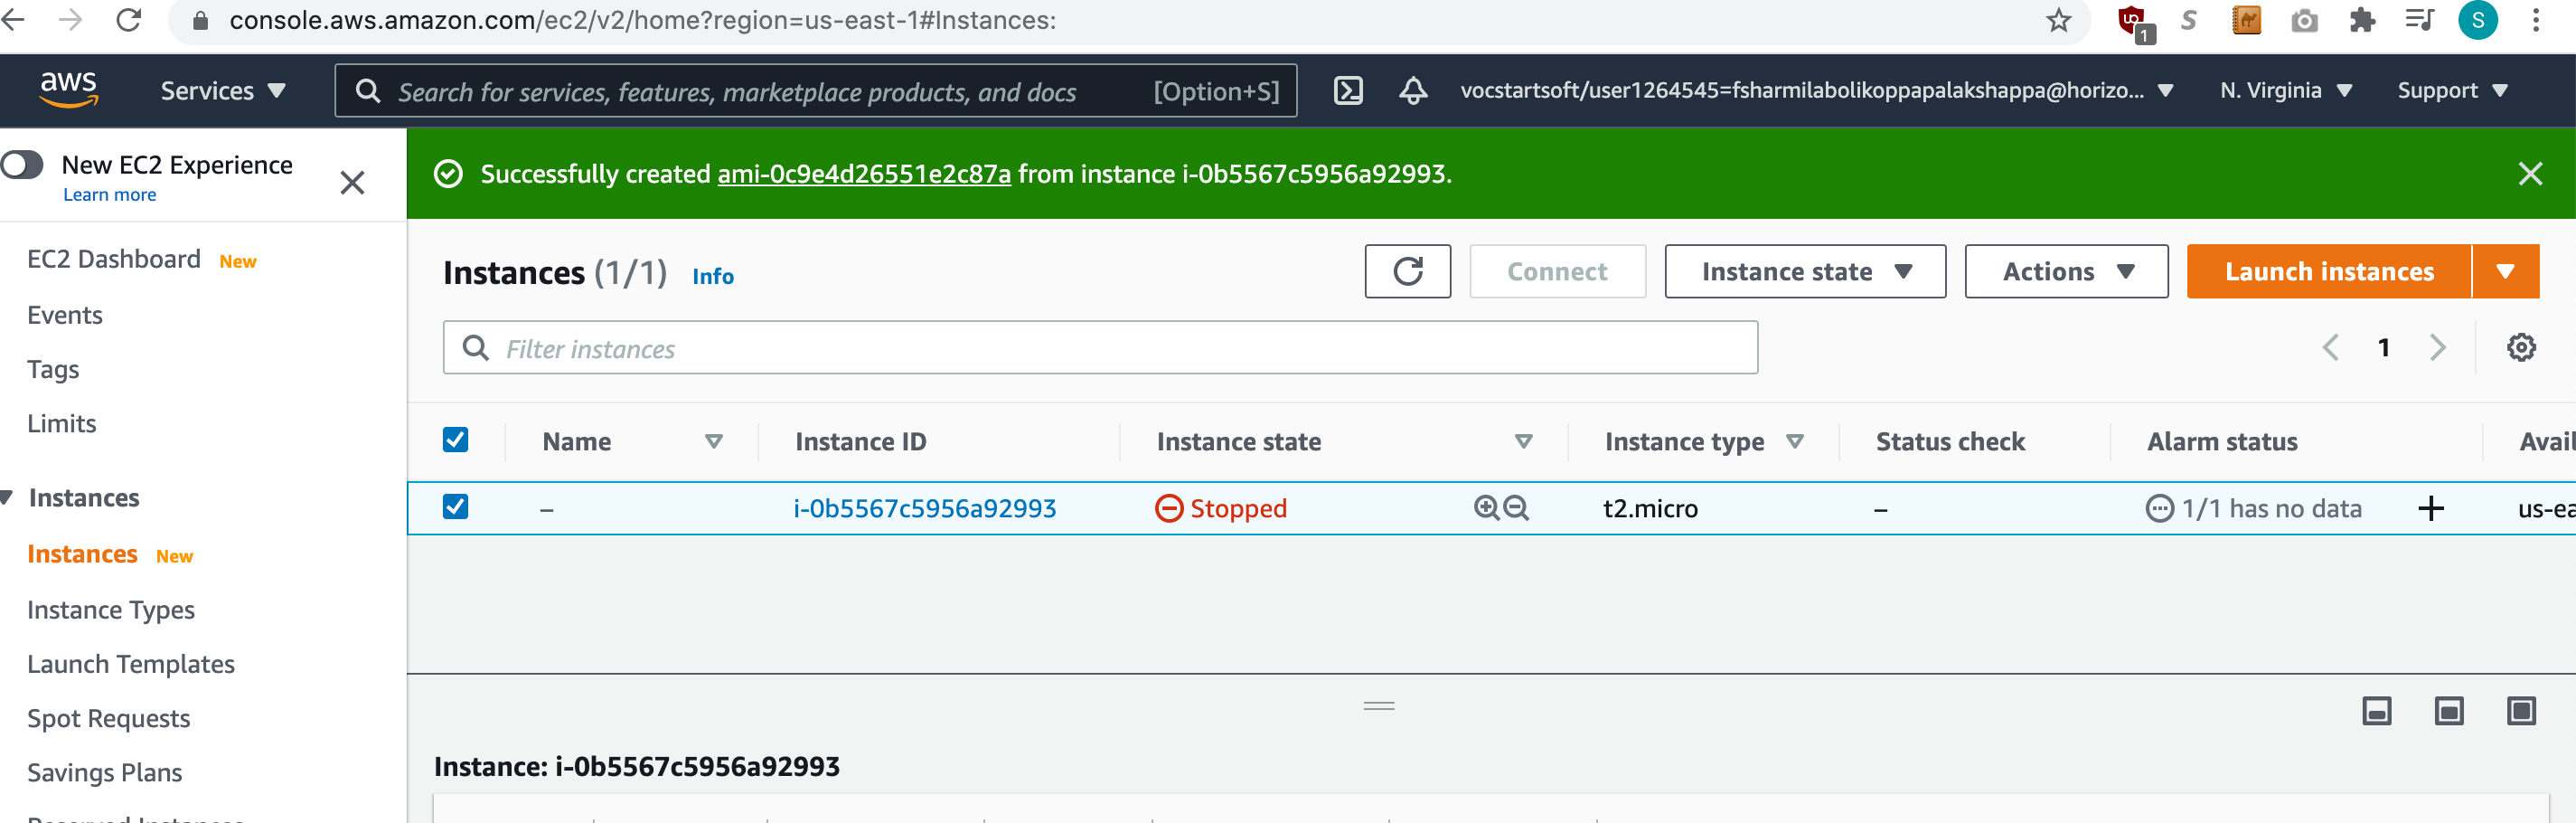 console.aws.amazon.com/ec2/v2/home?region=us-east-1#Instances:
1
S
S
aws
Services
Search for services, features, marketplace products, and docs
[Option+S]
vocstartsoft/user1264545=fsharmilabolikoppapalakshappa@horizo...
N. Virginia
Support
New EC2 Experience
Learn more
Successfully created ami-0c9e4d26551e2c87a from instance i-0b5567c5956a92993.
EC2 Dashboard New
Events
Tags
Limits
Instances
Instances New
Instance Types
Launch Templates
Spot Requests
Savings Plans
Reserved Instances
Instances (1/1) Info
Connect
Instance state
Actions
Launch instances
Filter instances
1
Name Instance ID Instance state Instance type Status check Alarm status Avail
– i-0b5567c5956a92993 Stopped t2.micro – 1/1 has no data + us-ea
Instance: i-0b5567c5956a92993